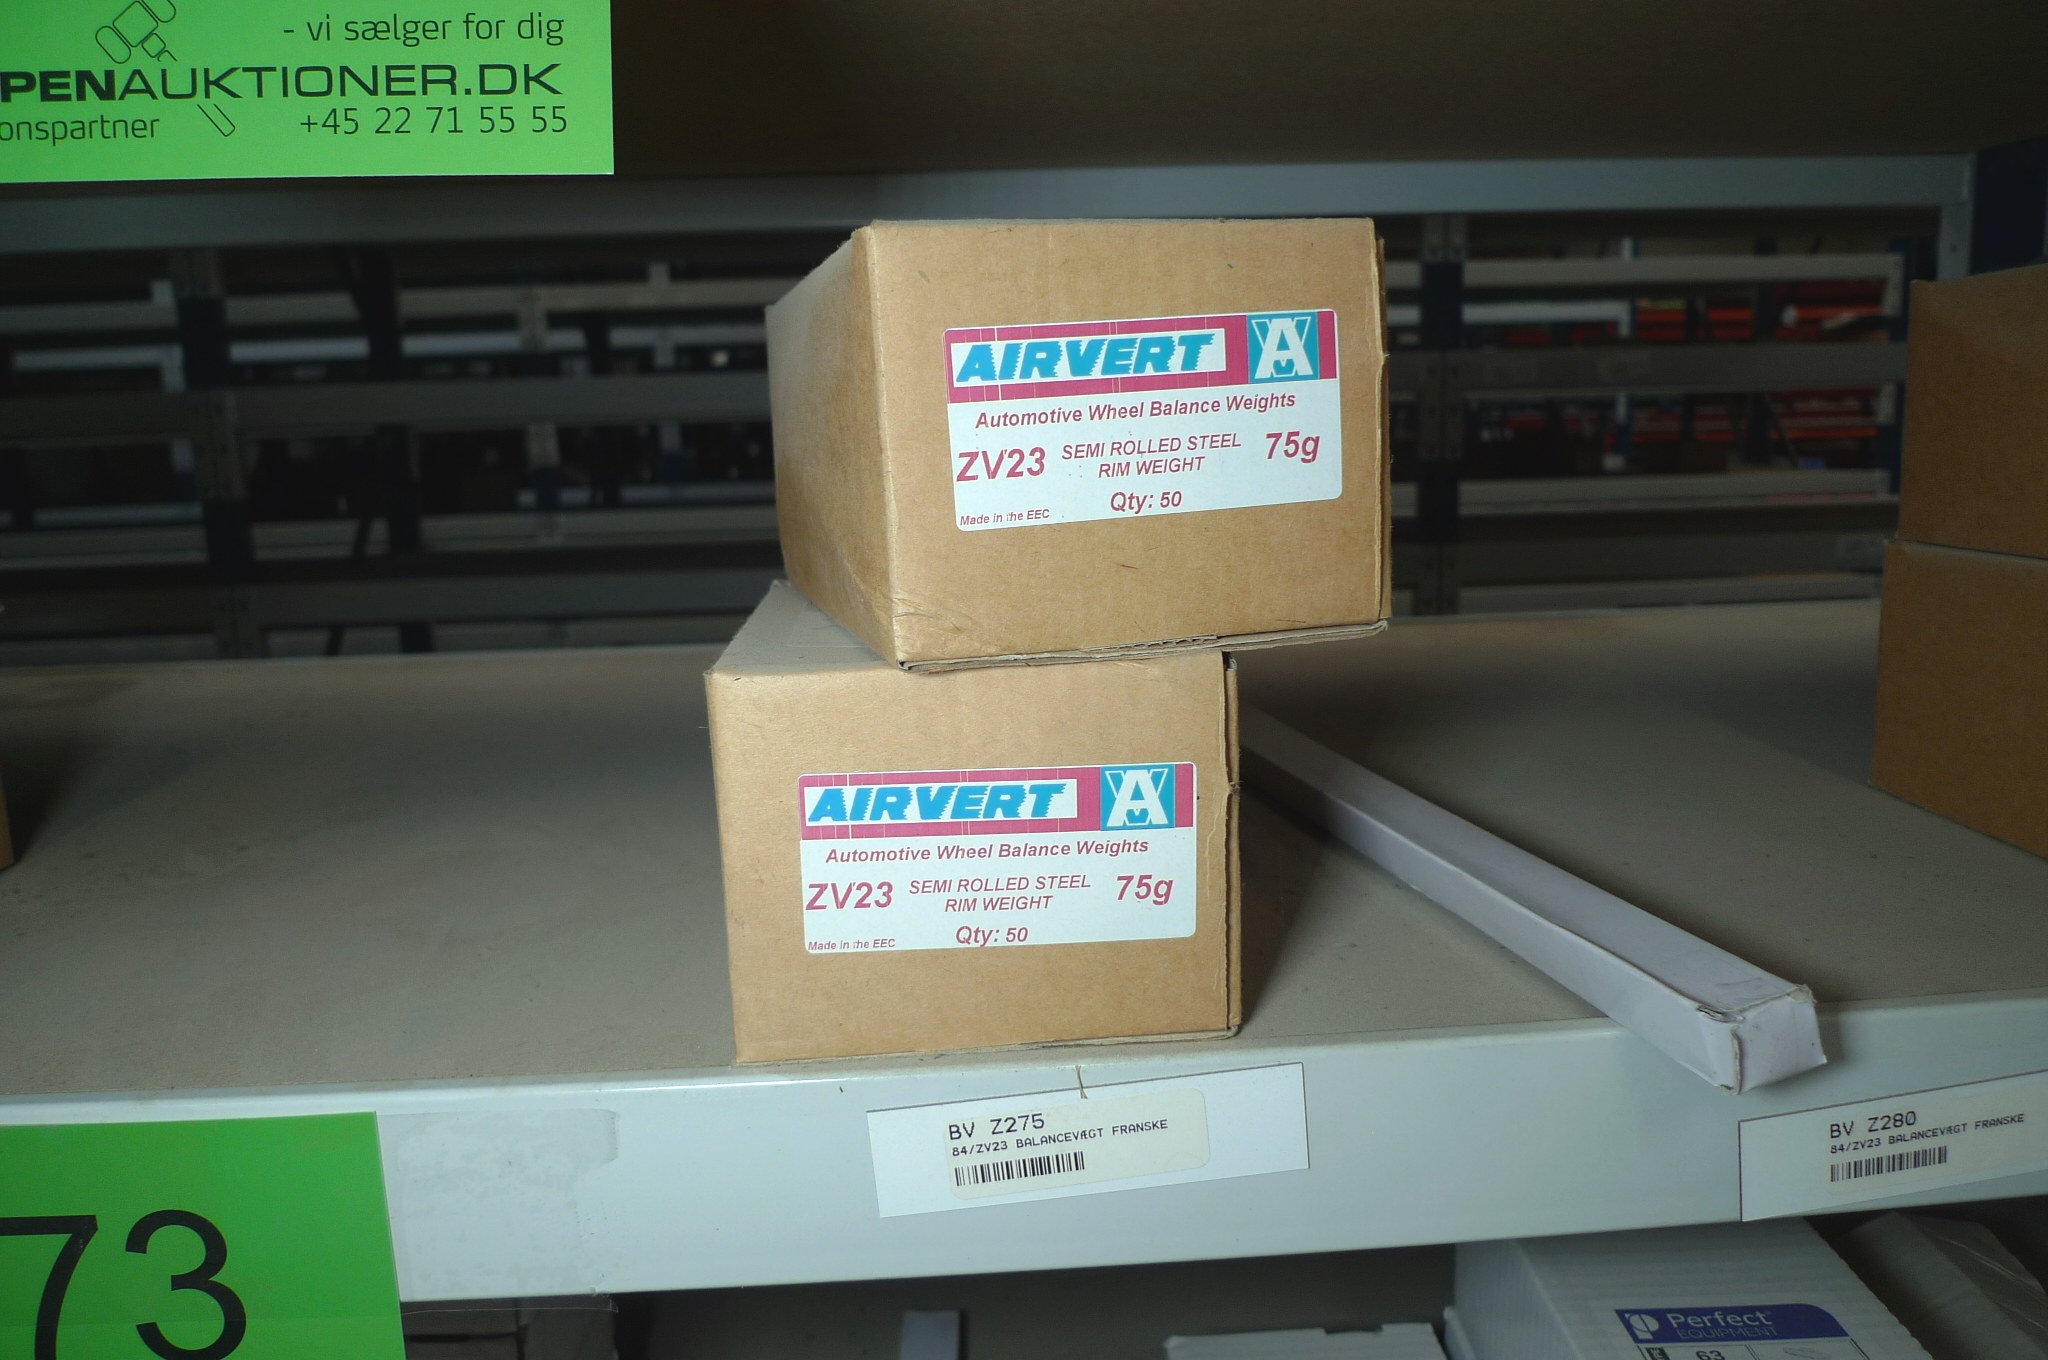 - vi sælger for dig
PENAUKTIONER.DK
onspartner
+45 22 71 55 55
AIRVERT
Automotive Wheel Balance Weights
ZV23 SEMI ROLLED STEEL 75g
RIM WEIGHT
Qty: 50
Made in the EEC
AIRVERT
Automotive Wheel Balance Weights
ZV23 SEMI ROLLED STEEL 75g
RIM WEIGHT
Qty: 50
Made in the EEC
BV Z275
84/ZV23 BALANCEVÆGT FRANSKE
BV Z280
84/ZV23 BALANCEVÆGT FRANSKE
73
Perfect
EQUIPMENT
63